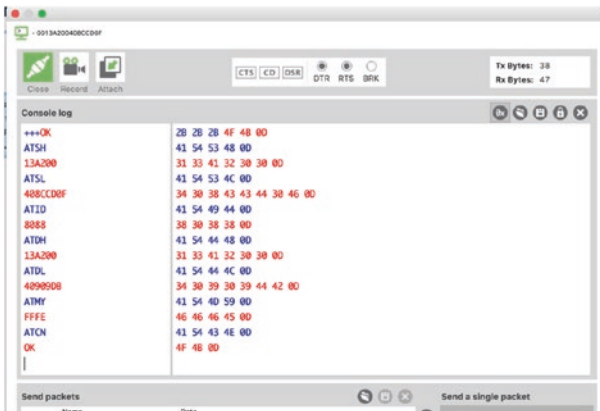 - 0013A200408CCD0F
Close Record Attach
CTS CD DSR DTR RTS BRK
Tx Bytes: 38
Rx Bytes: 47
Console log
+++OK 2B 2B 2B 4F 4B 0D
ATSH 41 54 53 48 0D
13A200 31 33 41 32 30 30 0D
ATSL 41 54 53 4C 0D
408CCD0F 34 30 38 43 43 44 30 46 0D
ATID 41 54 49 44 0D
8088 38 30 38 38 0D
ATDH 41 54 44 48 0D
13A200 31 33 41 32 30 30 0D
ATDL 41 54 44 4C 0D
40909DB 34 30 39 30 39 44 42 0D
ATMY 41 54 4D 59 0D
FFFE 46 46 46 45 0D
ATCN 41 54 43 4E 0D
OK 4F 4B 0D
Send packets
Send a single packet
Name Data